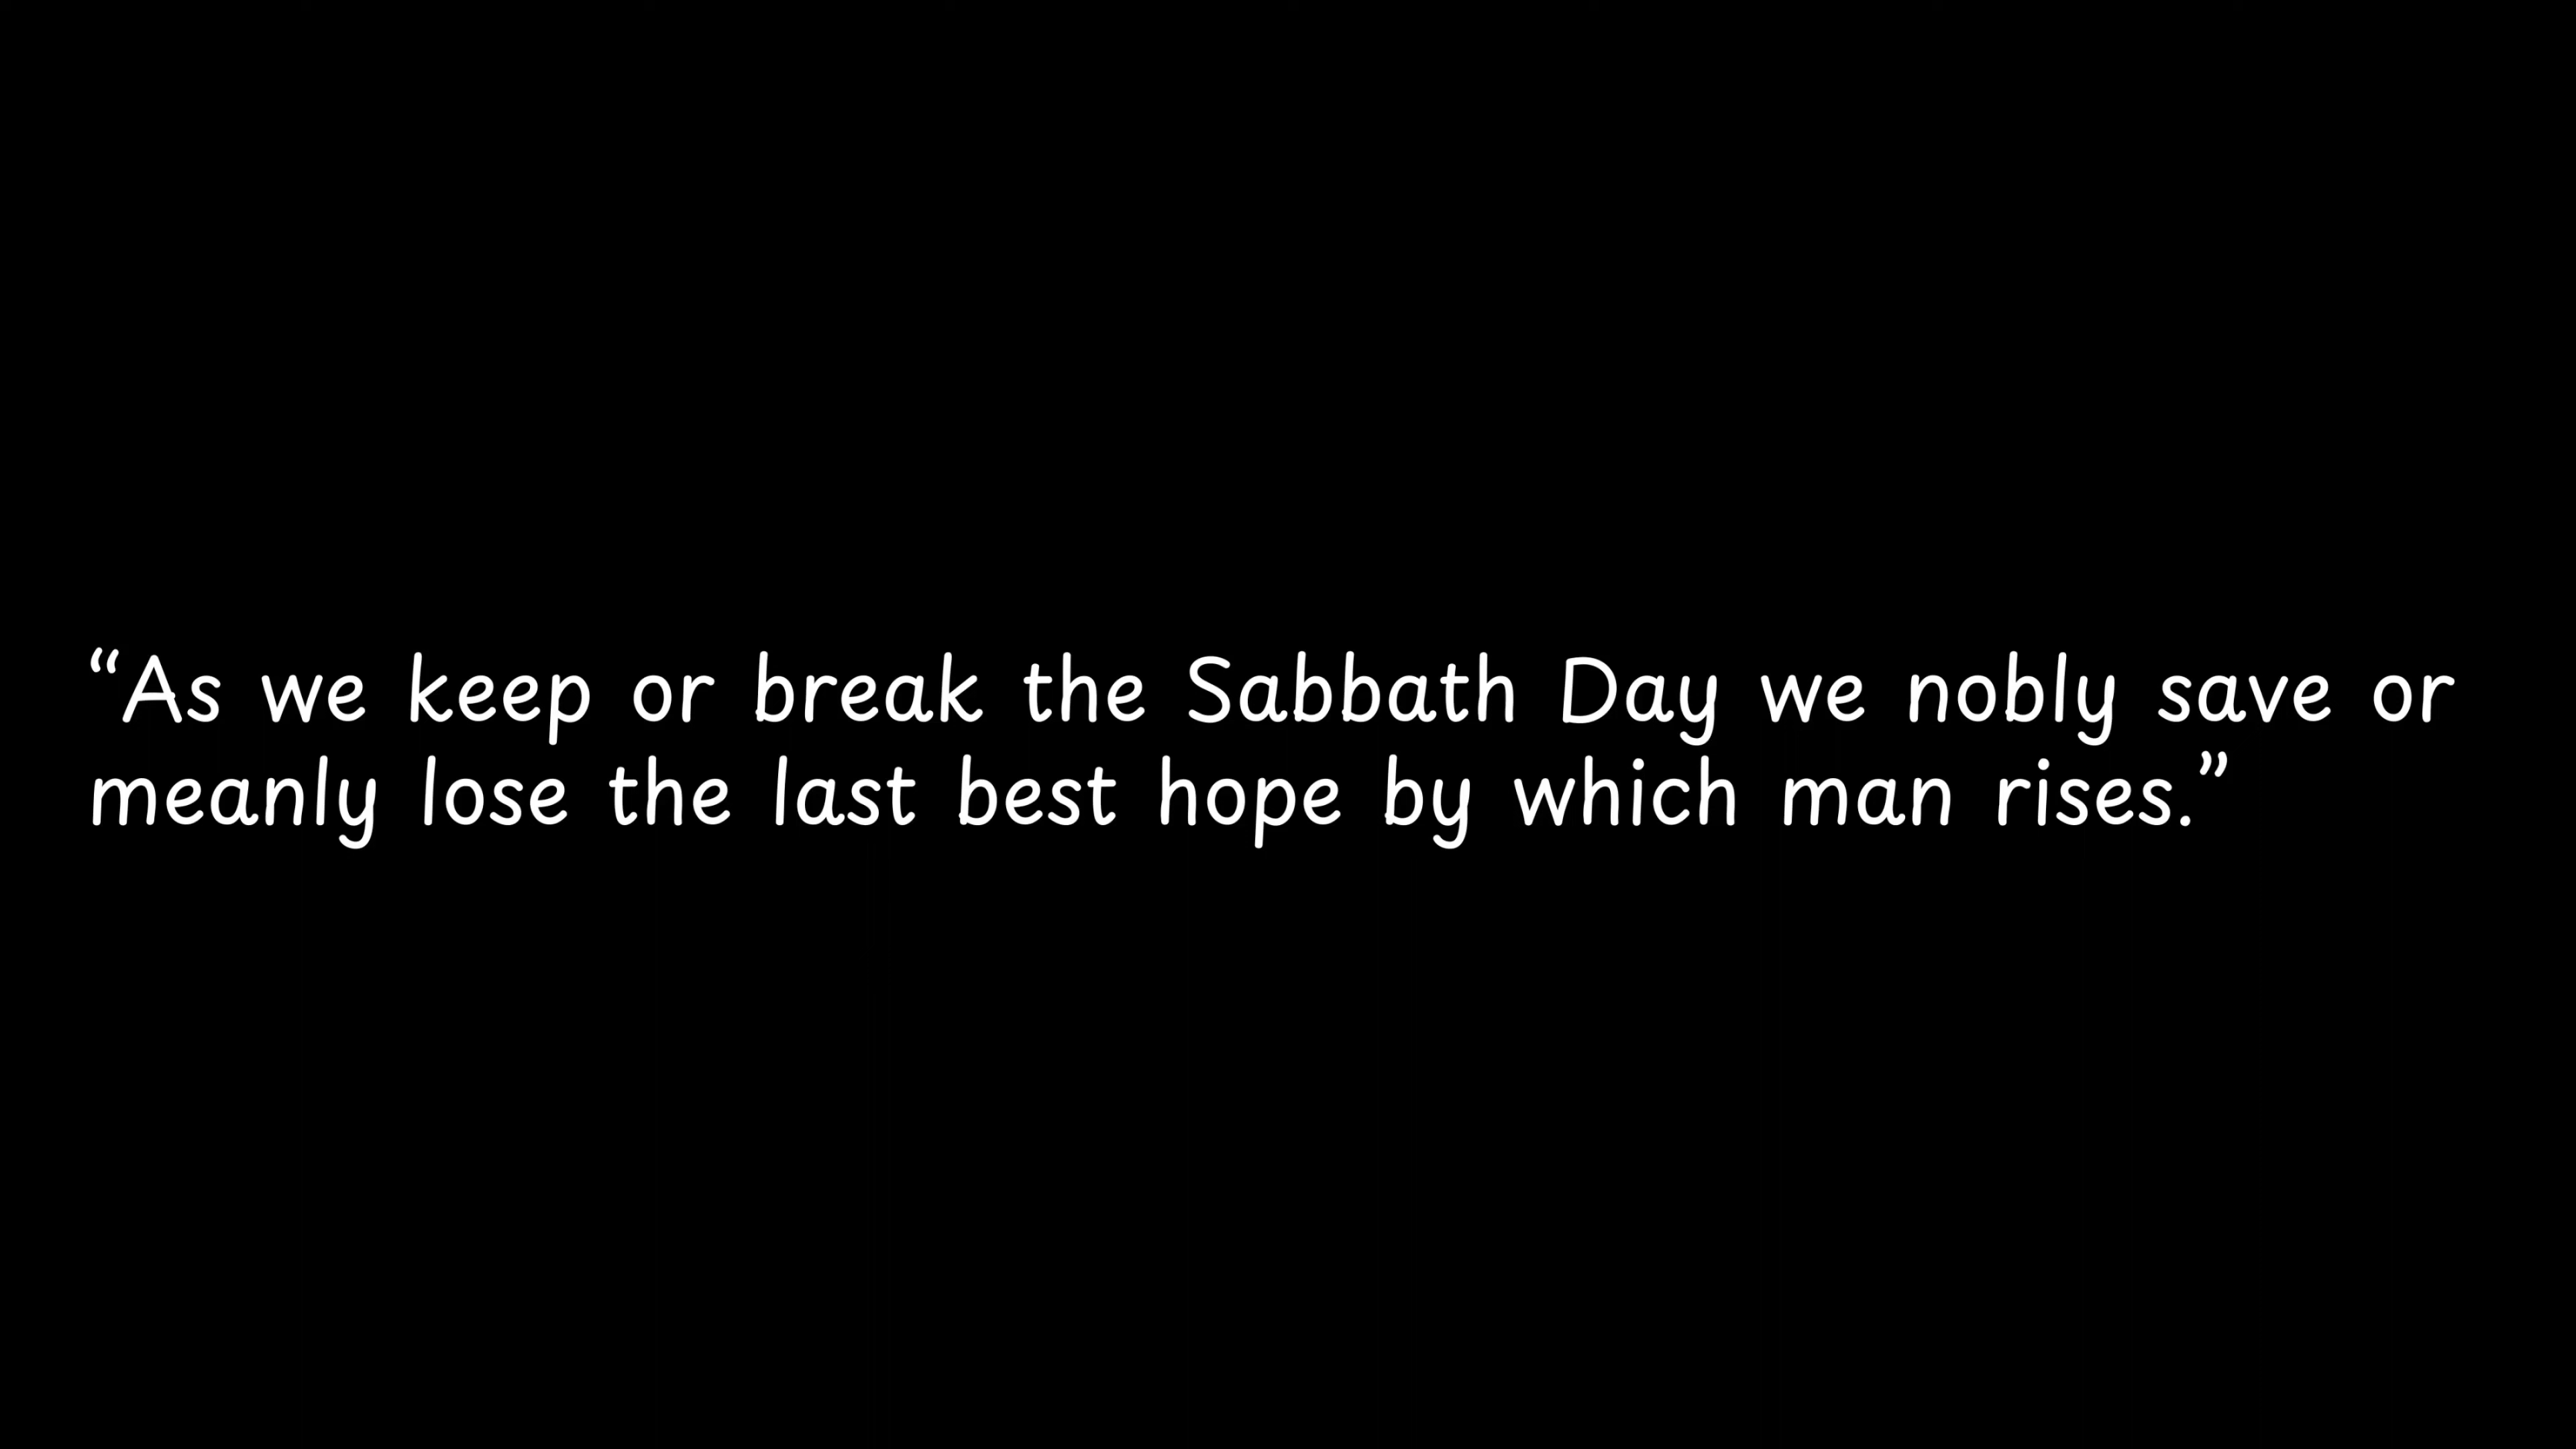 “As we keep or break the Sabbath Day we nobly save or
meanly lose the last best hope by which man rises.”